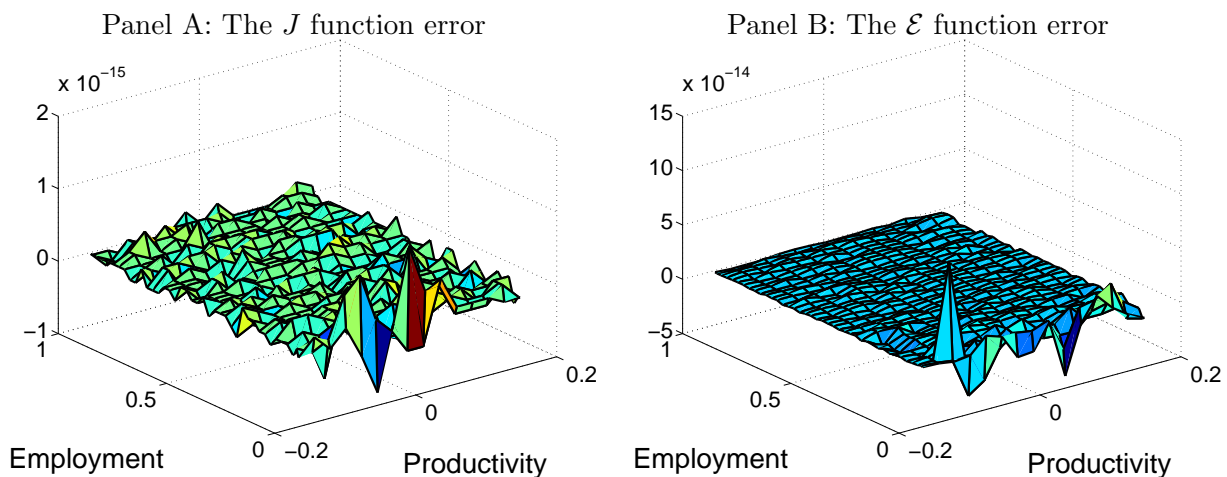 Panel A: The J function error
x 10⁻¹⁵
2
1
0
−1
1
0.5
0
−0.2
0
0.2
Employment
Productivity
Panel B: The ℰ function error
x 10⁻¹⁴
15
10
5
0
−5
1
0.5
0
−0.2
0
0.2
Employment
Productivity